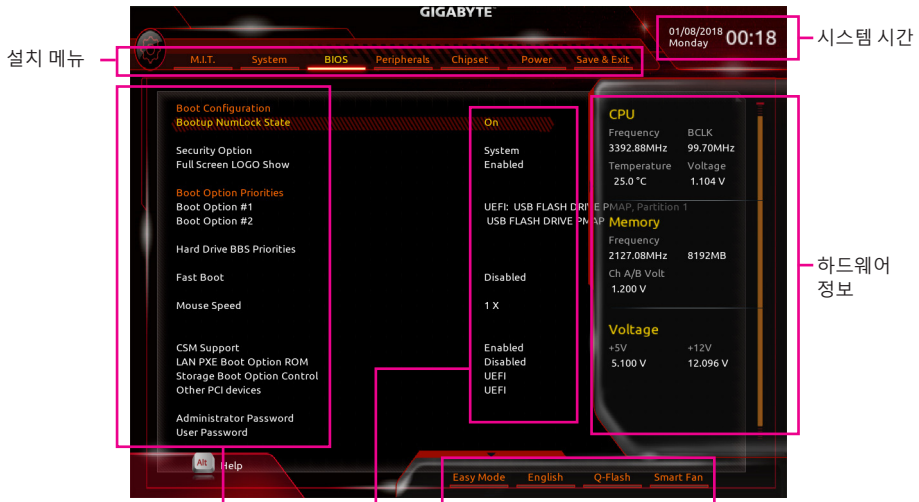 GIGABYTE
01/08/2018
Monday
00:18
시스템 시간
설치 메뉴
M.I.T.
System
BIOS
Peripherals
Chipset
Power
Save & Exit
Boot Configuration
Bootup NumLock State
On
Security Option
System
Full Screen LOGO Show
Enabled
Boot Option Priorities
Boot Option #1
UEFI: USB FLASH DRIVE PMAP, Partition 1
Boot Option #2
USB FLASH DRIVE PMAP
Hard Drive BBS Priorities
Fast Boot
Disabled
Mouse Speed
1 X
CSM Support
Enabled
LAN PXE Boot Option ROM
Disabled
Storage Boot Option Control
UEFI
Other PCI devices
UEFI
Administrator Password
User Password
CPU
Frequency
BCLK
3392.88MHz
99.70MHz
Temperature
Voltage
25.0 °C
1.104 V
Memory
Frequency
2127.08MHz
8192MB
Ch A/B Volt
1.200 V
Voltage
+5V
+12V
5.100 V
12.096 V
하드웨어
정보
Alt
Help
Easy Mode
English
Q-Flash
Smart Fan